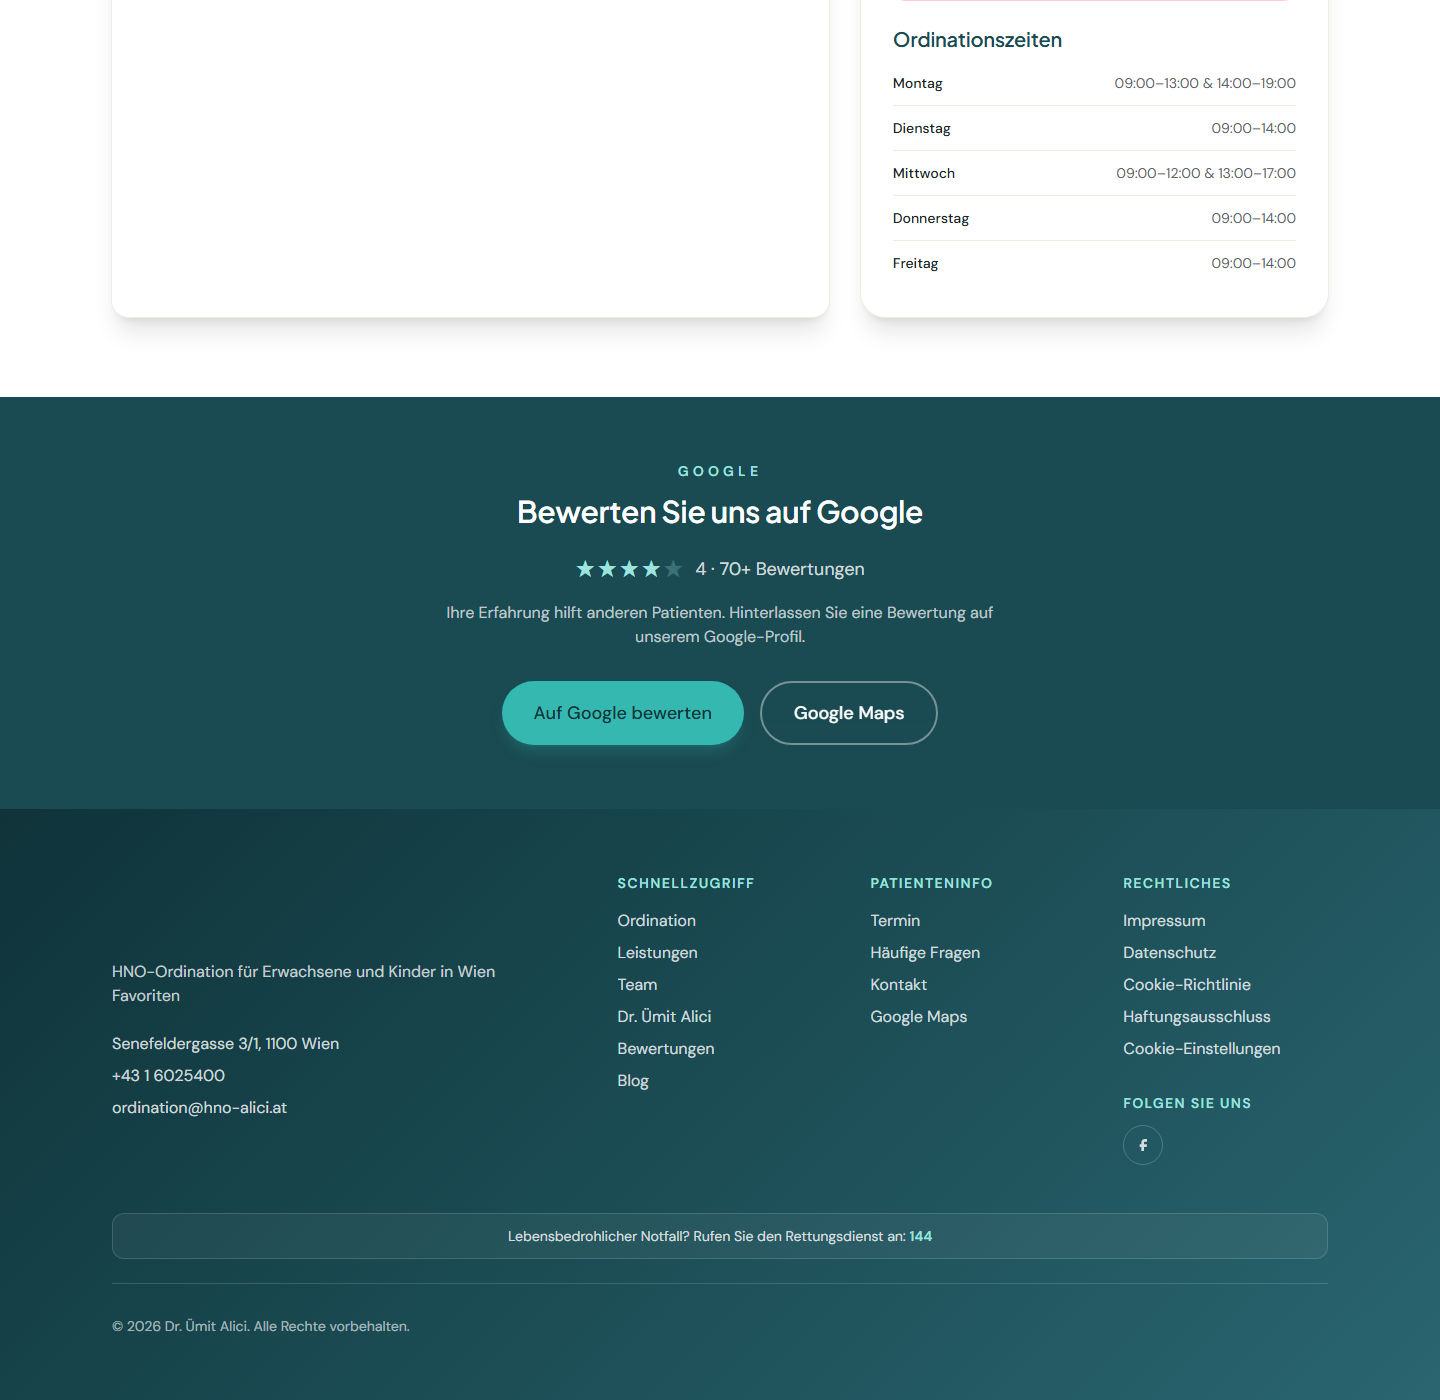 Ordinationszeiten
Montag 09:00–13:00 & 14:00–19:00
Dienstag 09:00–14:00
Mittwoch 09:00–12:00 & 13:00–17:00
Donnerstag 09:00–14:00
Freitag 09:00–14:00
GOOGLE
Bewerten Sie uns auf Google
4 · 70+ Bewertungen
Ihre Erfahrung hilft anderen Patienten. Hinterlassen Sie eine Bewertung auf
unserem Google-Profil.
Auf Google bewerten
Google Maps
HNO-Ordination für Erwachsene und Kinder in Wien
Favoriten
Senefeldergasse 3/1, 1100 Wien
+43 1 6025400
ordination@hno-alici.at
SCHNELLZUGRIFF
Ordination
Leistungen
Team
Dr. Ümit Alici
Bewertungen
Blog
PATIENTENINFO
Termin
Häufige Fragen
Kontakt
Google Maps
RECHTLICHES
Impressum
Datenschutz
Cookie-Richtlinie
Haftungsausschluss
Cookie-Einstellungen
FOLGEN SIE UNS
Lebensbedrohlicher Notfall? Rufen Sie den Rettungsdienst an: 144
© 2026 Dr. Ümit Alici. Alle Rechte vorbehalten.